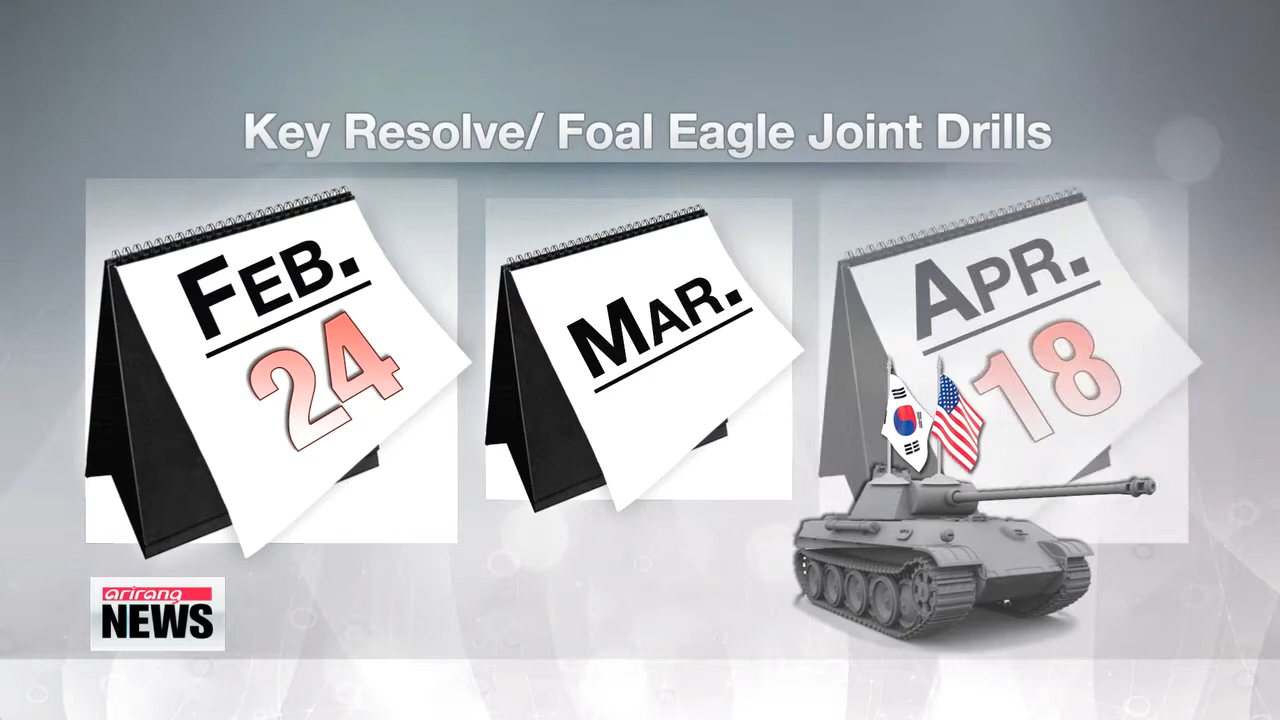 Key Resolve/ Foal Eagle Joint Drills
FEB.
24
MAR.
APR.
18
arirang
NEWS